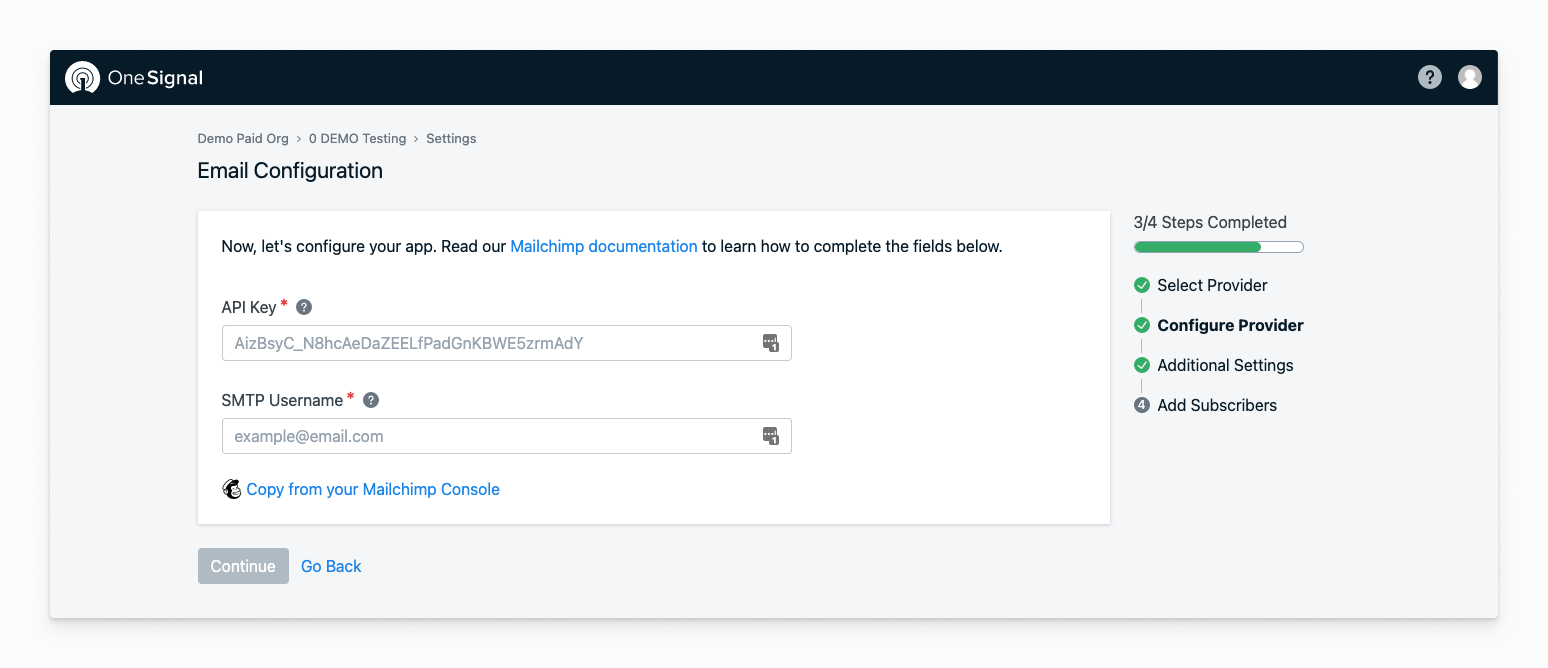 OneSignal
?
Demo Paid Org > 0 DEMO Testing > Settings
Email Configuration
Now, let's configure your app. Read our Mailchimp documentation to learn how to complete the fields below.
API Key * ?
AizBsyC_N8hcAeDaZEELfPadGnKBWE5zrmAdY
1
SMTP Username * ?
example@email.com
1
Copy from your Mailchimp Console
Continue
Go Back
3/4 Steps Completed
Select Provider
Configure Provider
Additional Settings
4 Add Subscribers